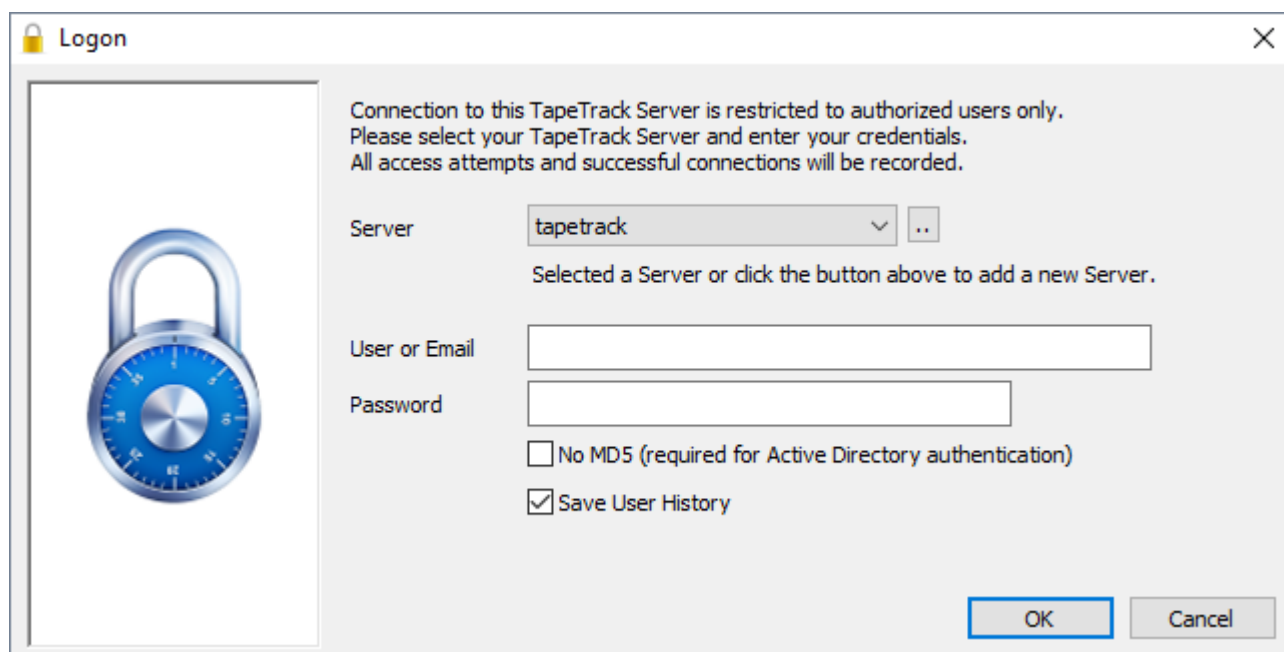 Logon
Connection to this TapeTrack Server is restricted to authorized users only.
Please select your TapeTrack Server and enter your credentials.
All access attempts and successful connections will be recorded.
Server
tapetrack
..
Selected a Server or click the button above to add a new Server.
User or Email
Password
No MD5 (required for Active Directory authentication)
Save User History
OK
Cancel